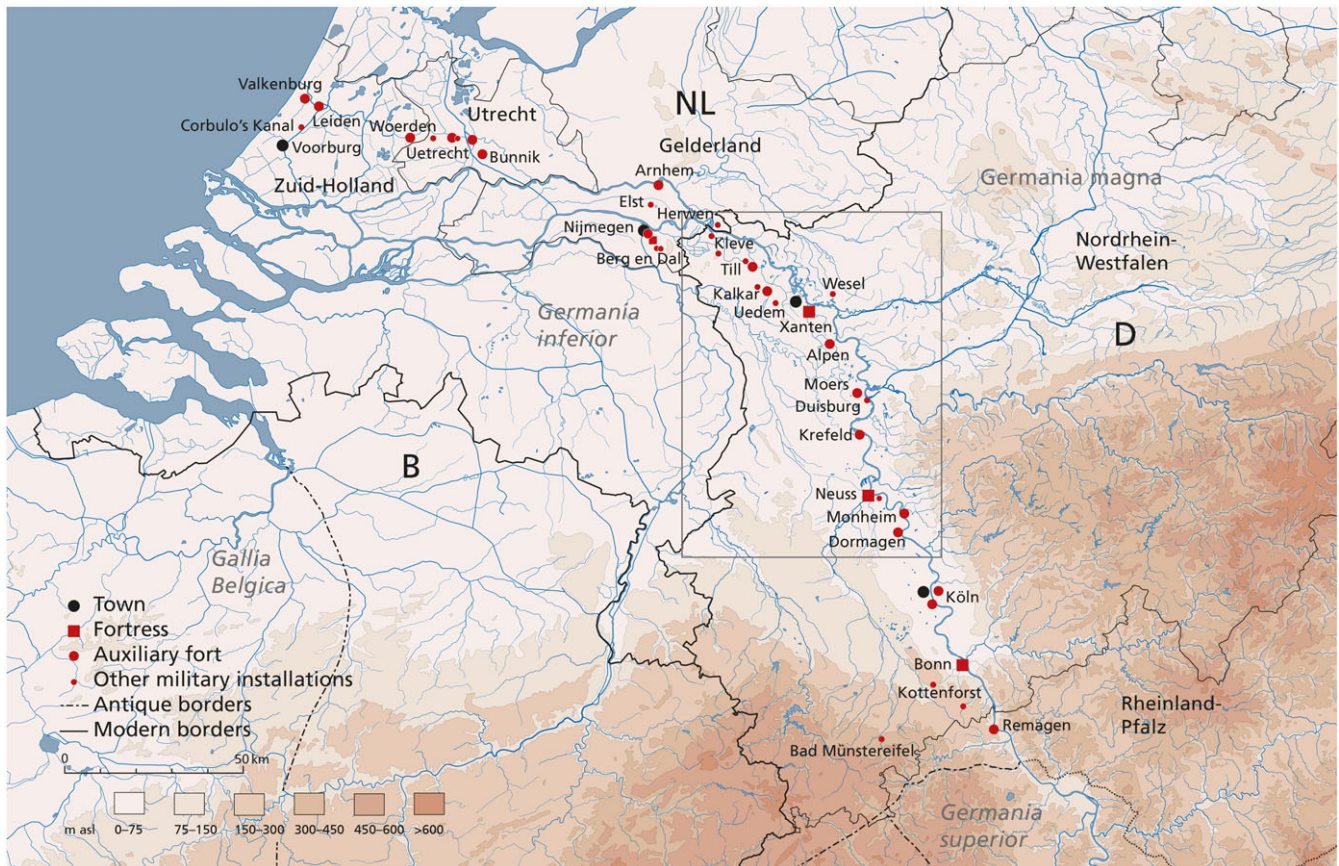 NL
Valkenburg
Leiden
Utrecht
Corbulo's Kanal
Woerden
Voorburg
Uetrecht
Bunnik
Gelderland
Zuid-Holland
Arnhem
Germania magna
Elst
Herwen
Nijmegen
Kleve
Nordrhein-
Westfalen
Berg en Dal
Till
Wesel
Kalkar
Germania
inferior
Uedem
Xanten
D
Alpen
Moers
Duisburg
Krefeld
B
Neuss
Monheim
Dormagen
Gallia
Belgica
Köln
Town
Fortress
Auxiliary fort
Other military installations
Antique borders
Modern borders
Bonn
Kottenforst
Rheinland-
Pfalz
Remagen
Bad Münstereifel
0 50 km
Germania
superior
m asl 0-75 75-150 150-300 300-450 450-600 >600